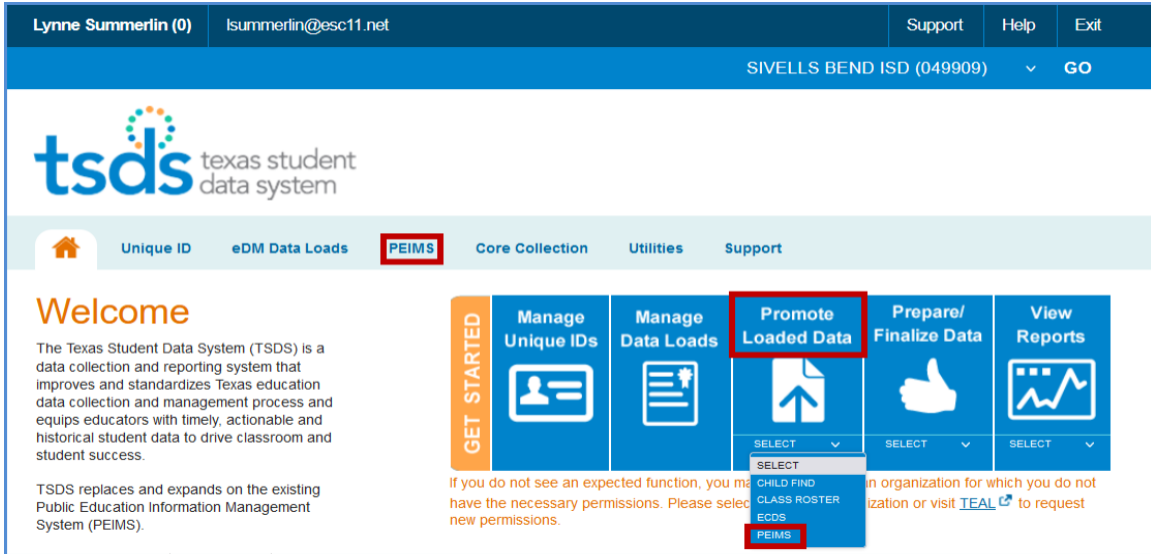 Lynne Summerlin (0) lsummerlin@esc11.net Support Help Exit
SIVELLS BEND ISD (049909) GO
tsds texas student
data system
Unique ID eDM Data Loads PEIMS Core Collection Utilities Support
Welcome
The Texas Student Data System (TSDS) is a
data collection and reporting system that
improves and standardizes Texas education
data collection and management process and
equips educators with timely, actionable and
historical student data to drive classroom and
student success.
TSDS replaces and expands on the existing
Public Education Information Management
System (PEIMS).
GET STARTED
Manage
Unique IDs
Manage
Data Loads
Promote
Loaded Data
SELECT
Prepare/
Finalize Data
SELECT
View
Reports
SELECT
SELECT
CHILD FIND
CLASS ROSTER
ECDS
PEIMS
If you do not see an expected function, you ma n organization for which you do not
have the necessary permissions. Please selec ization or visit TEAL to request
new permissions.